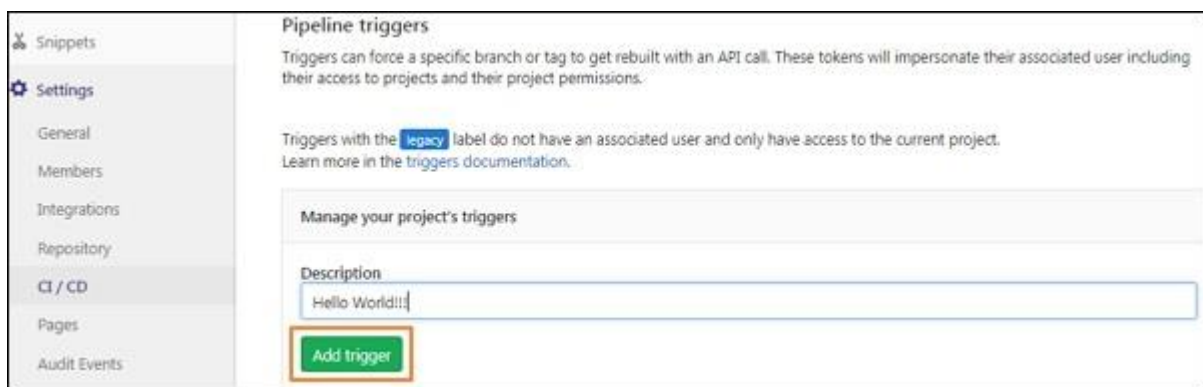 Snippets
Settings
General
Members
Integrations
Repository
CI / CD
Pages
Audit Events
Pipeline triggers
Triggers can force a specific branch or tag to get rebuilt with an API call. These tokens will impersonate their associated user including
their access to projects and their project permissions.
Triggers with the legacy label do not have an associated user and only have access to the current project.
Learn more in the triggers documentation.
Manage your project's triggers
Description
Hello World!!!
Add trigger